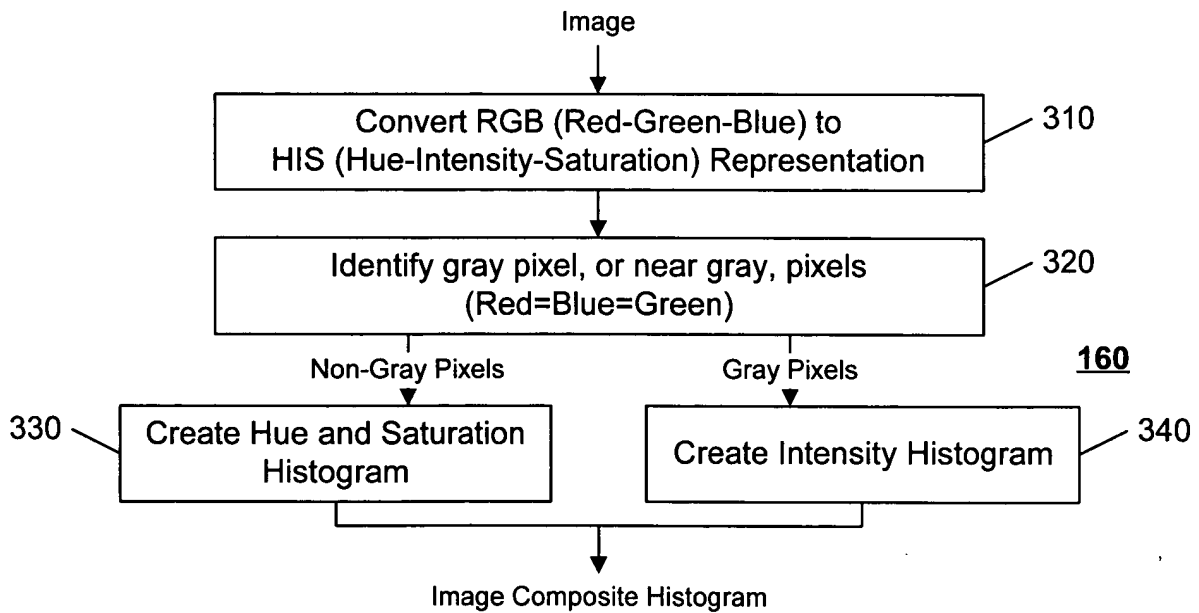 Image
Convert RGB (Red-Green-Blue) to
HIS (Hue-Intensity-Saturation) Representation
310
Identify gray pixel, or near gray, pixels
(Red=Blue=Green)
320
Non-Gray Pixels
Gray Pixels
160
330
Create Hue and Saturation
Histogram
Create Intensity Histogram
340
Image Composite Histogram